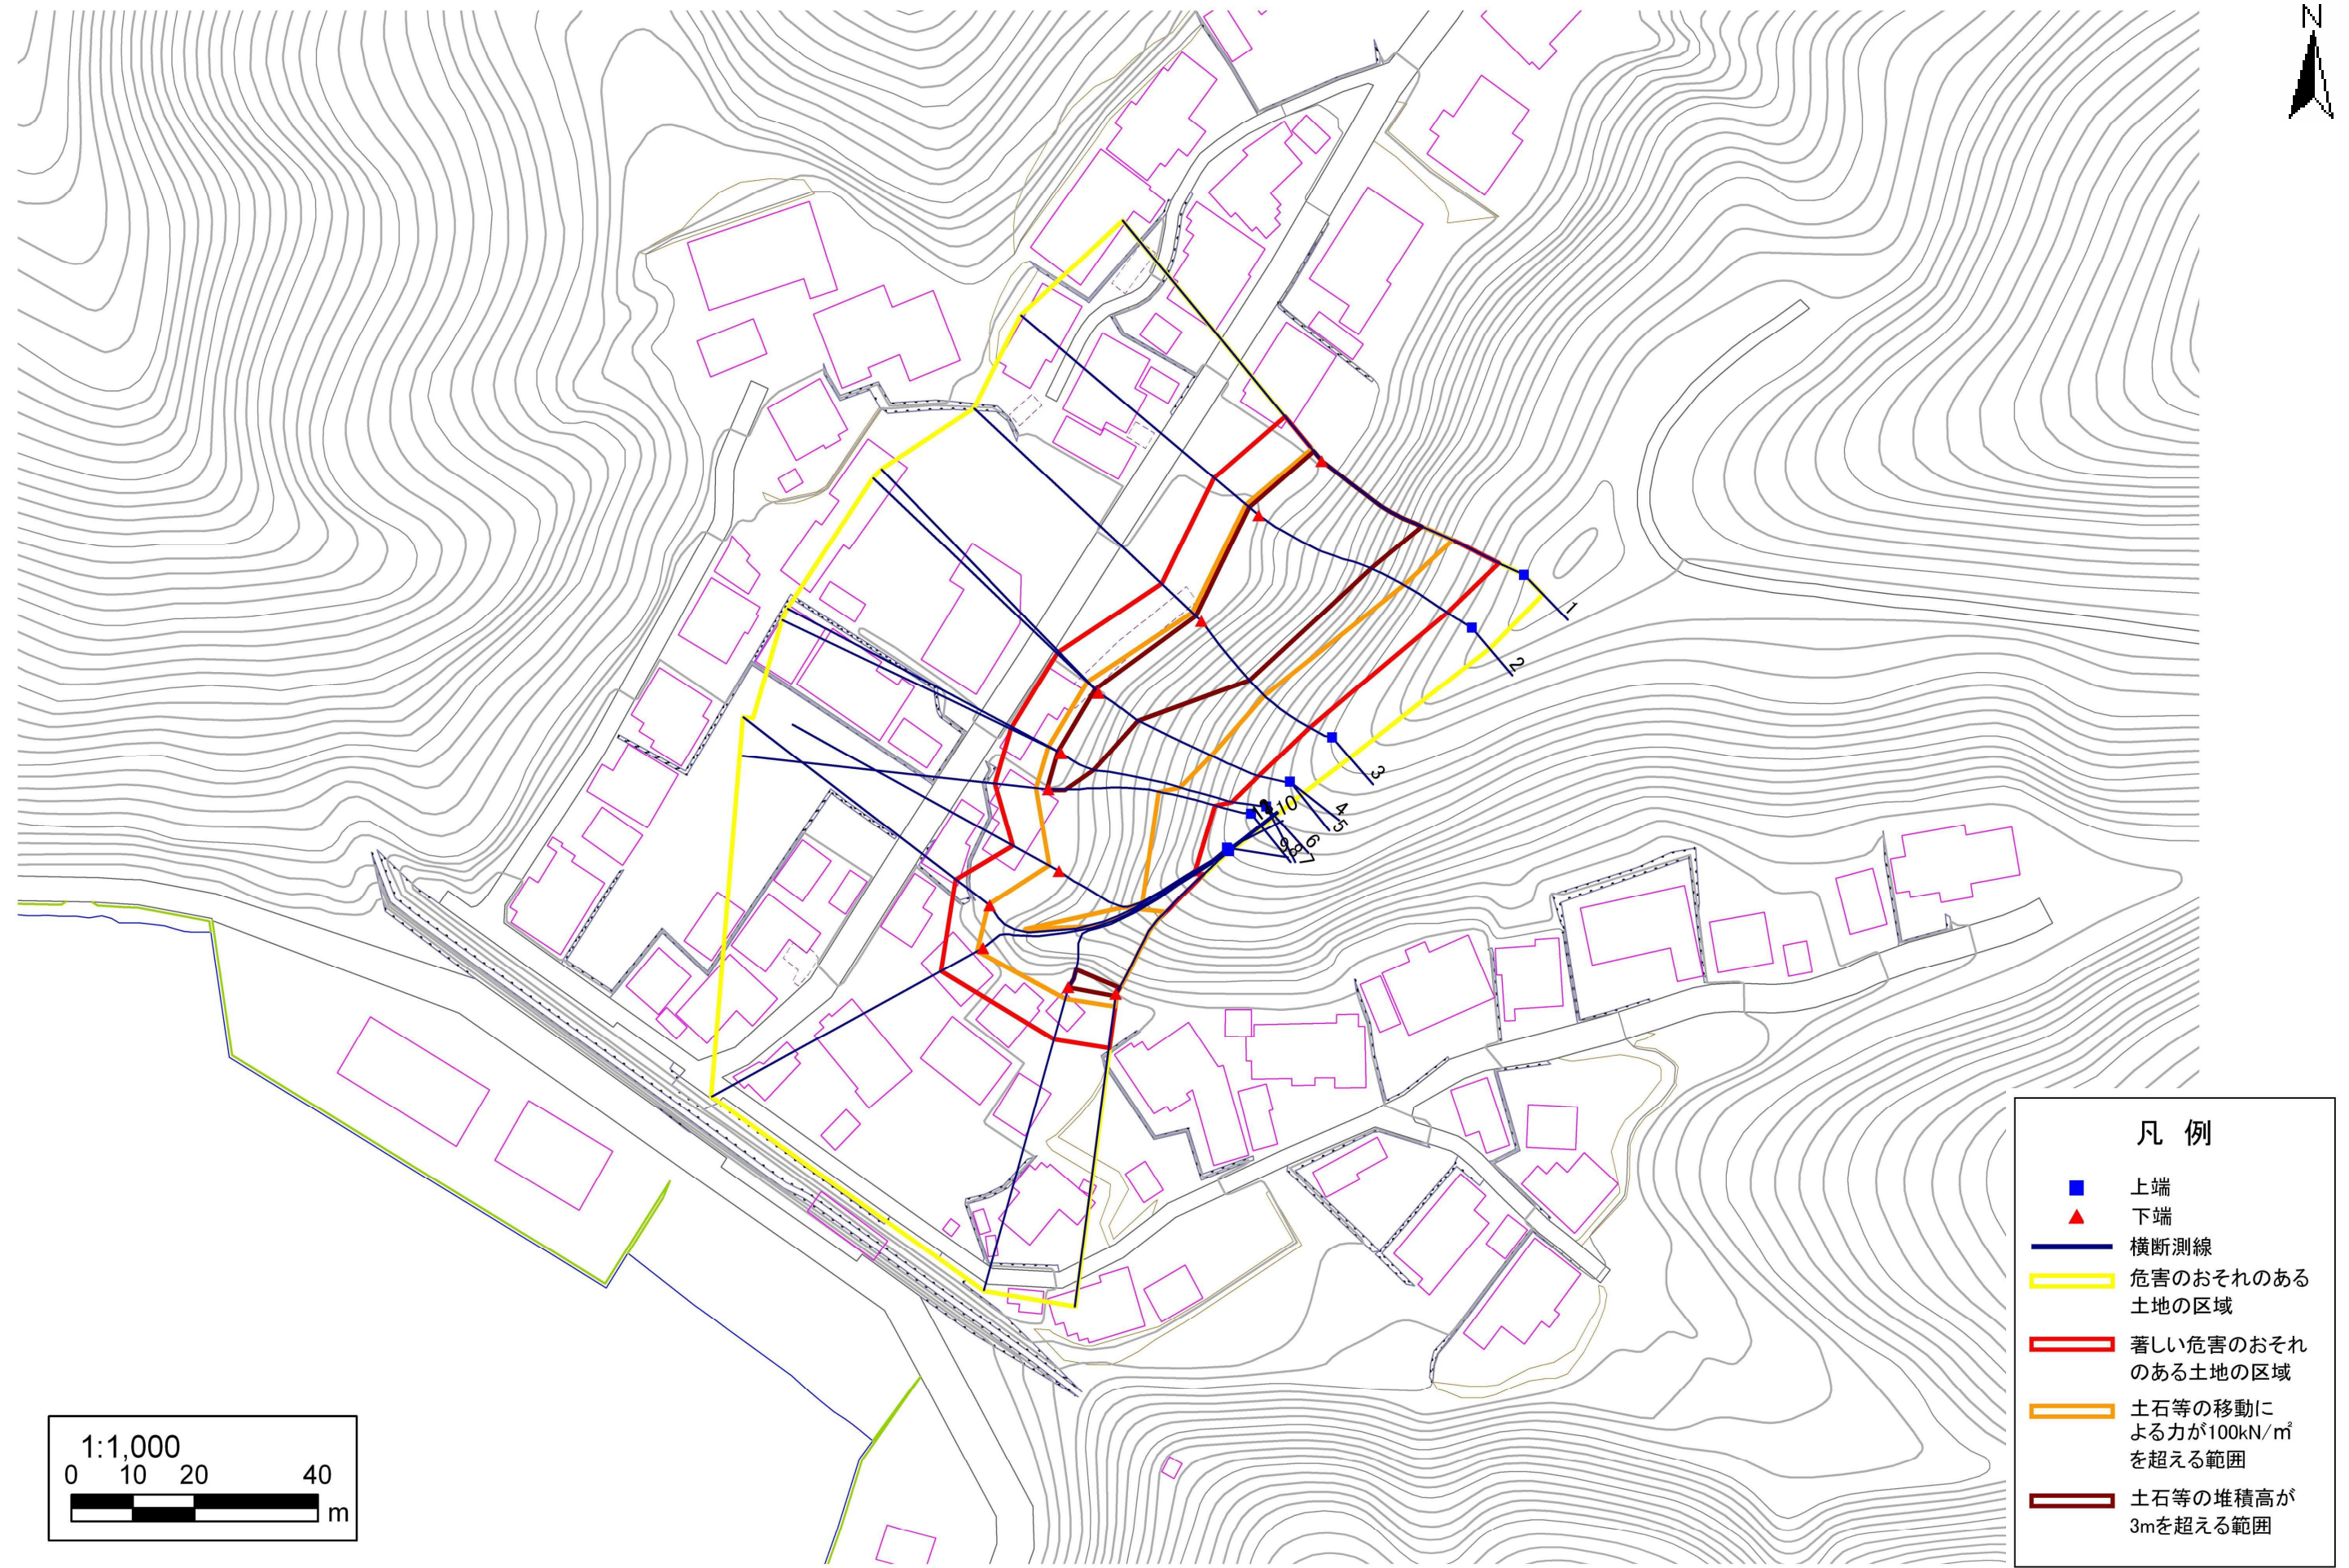 N
1
2
3
4
5
6
7
8
9
10
凡 例
上端
下端
横断測線
危害のおそれのある
土地の区域
著しい危害のおそれ
のある土地の区域
土石等の移動に
よる力が100kN/㎡
を超える範囲
土石等の堆積高が
3mを超える範囲
1:1,000
0 10 20 40
m